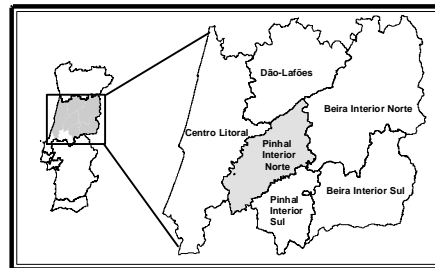 Dão-Lafões
Beira Interior Norte
Centro Litoral
Pinhal
Interior
Norte
Pinhal
Interior
Sul
Beira Interior Sul